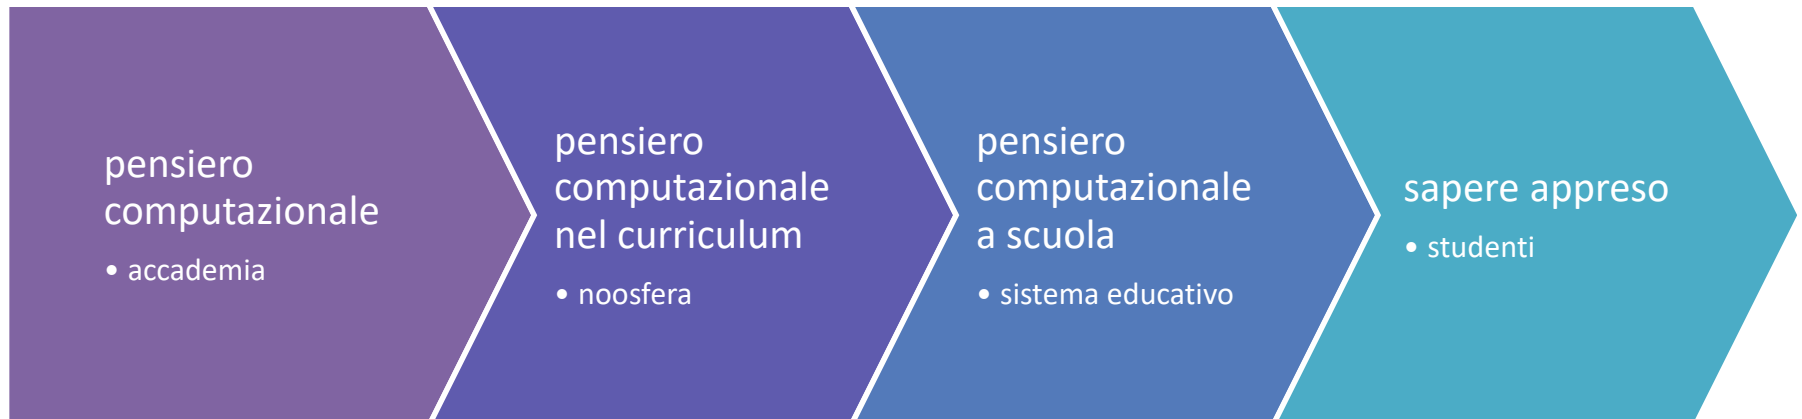 pensiero
computazionale
• accademia
pensiero
computazionale
nel curriculum
• noosfera
pensiero
computazionale
a scuola
• sistema educativo
sapere appreso
• studenti